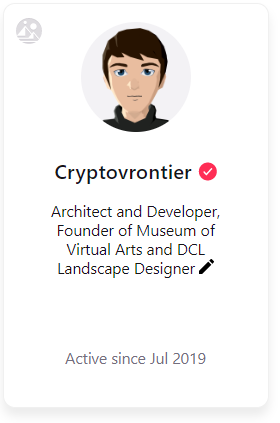 Cryptovrontier
Architect and Developer,
Founder of Museum of
Virtual Arts and DCL
Landscape Designer
Active since Jul 2019